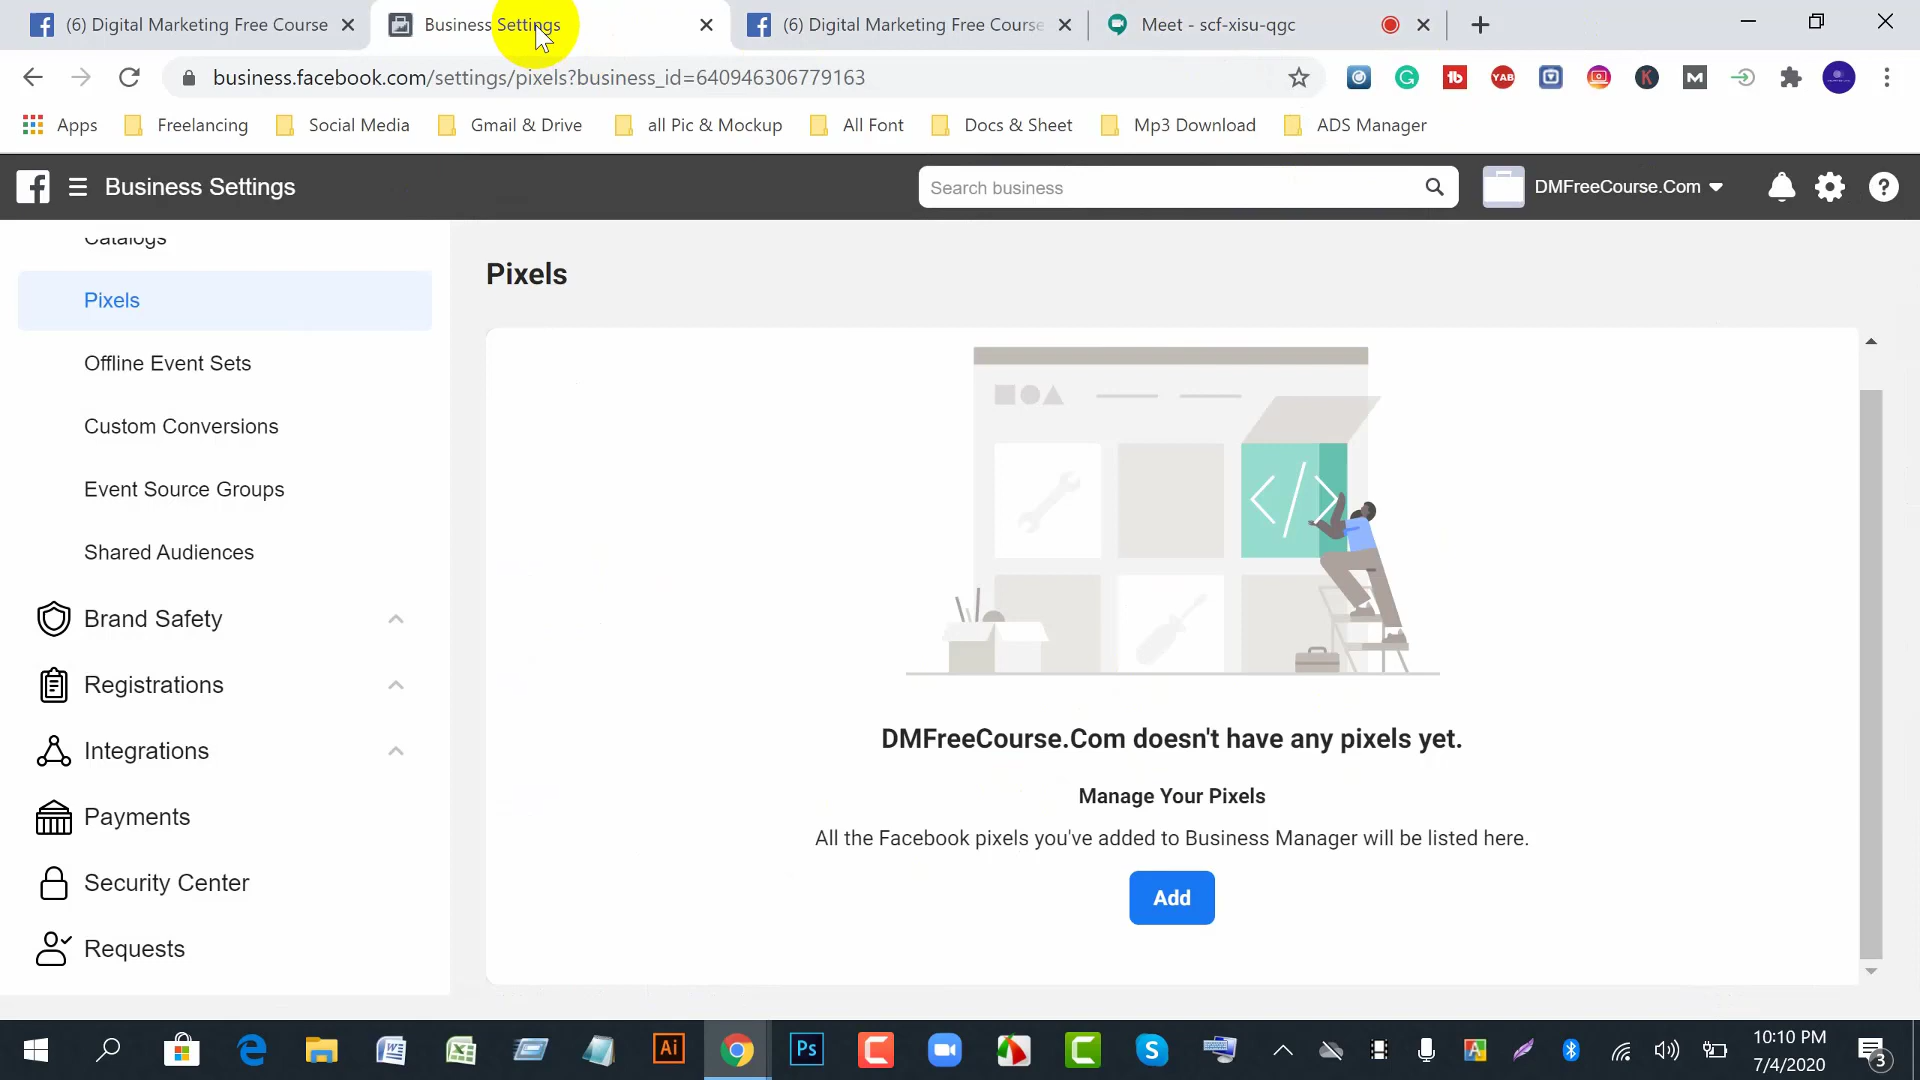 (6) Digital Marketing Free Course
Business Settings
(6) Digital Marketing Free Course
Meet - scf-xisu-qgc
business.facebook.com/settings/pixels?business_id=640946306779163
Apps
Freelancing
Social Media
Gmail & Drive
all Pic & Mockup
All Font
Docs & Sheet
Mp3 Download
ADS Manager
Business Settings
Search business
DMFreeCourse.Com
Catalogs
Pixels
Offline Event Sets
Custom Conversions
Event Source Groups
Shared Audiences
Brand Safety
Registrations
Integrations
Payments
Security Center
Requests
Pixels
DMFreeCourse.Com doesn't have any pixels yet.
Manage Your Pixels
All the Facebook pixels you've added to Business Manager will be listed here.
Add
10:10 PM
7/4/2020
3